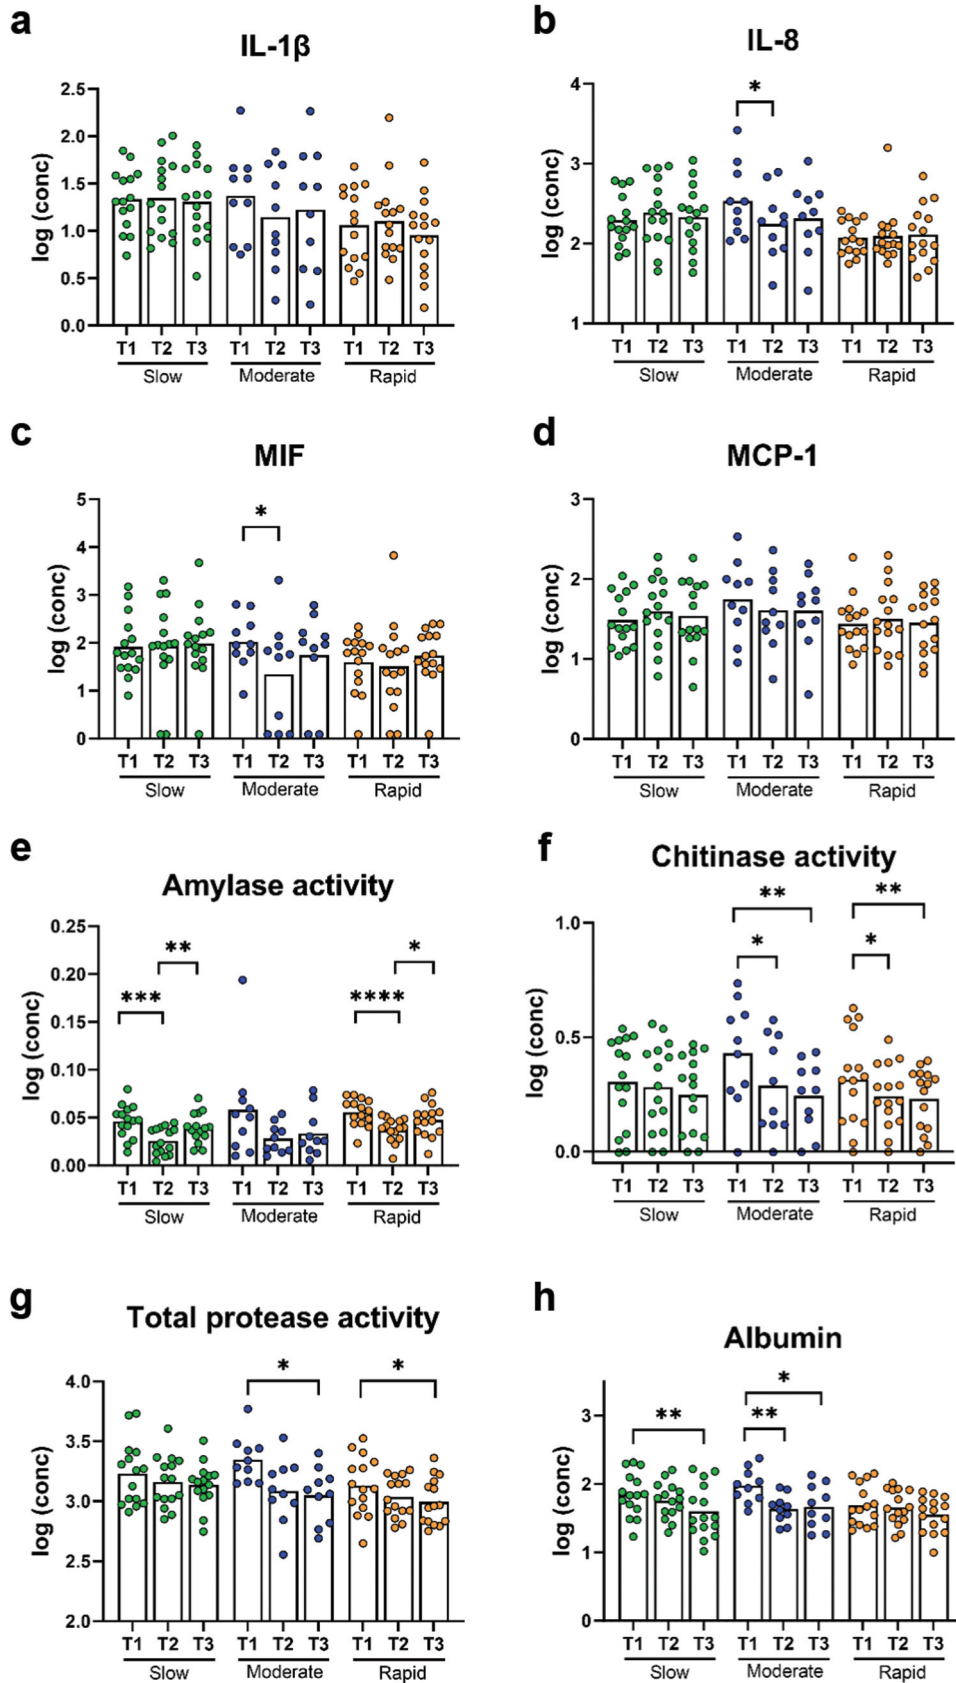 a
IL-1β
log (conc)
2.5
2.0
1.5
1.0
0.5
0.0
T1 T2 T3 T1 T2 T3 T1 T2 T3
Slow Moderate Rapid
b
IL-8
log (conc)
4
3
2
1
*
T1 T2 T3 T1 T2 T3 T1 T2 T3
Slow Moderate Rapid
c
MIF
log (conc)
5
4
3
2
1
0
*
T1 T2 T3 T1 T2 T3 T1 T2 T3
Slow Moderate Rapid
d
MCP-1
log (conc)
3
2
1
0
T1 T2 T3 T1 T2 T3 T1 T2 T3
Slow Moderate Rapid
e
Amylase activity
log (conc)
0.25
0.20
0.15
0.10
0.05
0.00
** *
*** ****
T1 T2 T3 T1 T2 T3 T1 T2 T3
Slow Moderate Rapid
f
Chitinase activity
log (conc)
1.0
0.5
0.0
** **
* *
T1 T2 T3 T1 T2 T3 T1 T2 T3
Slow Moderate Rapid
g
Total protease activity
log (conc)
4.0
3.5
3.0
2.5
2.0
* *
T1 T2 T3 T1 T2 T3 T1 T2 T3
Slow Moderate Rapid
h
Albumin
log (conc)
3
2
1
0
*
** **
T1 T2 T3 T1 T2 T3 T1 T2 T3
Slow Moderate Rapid